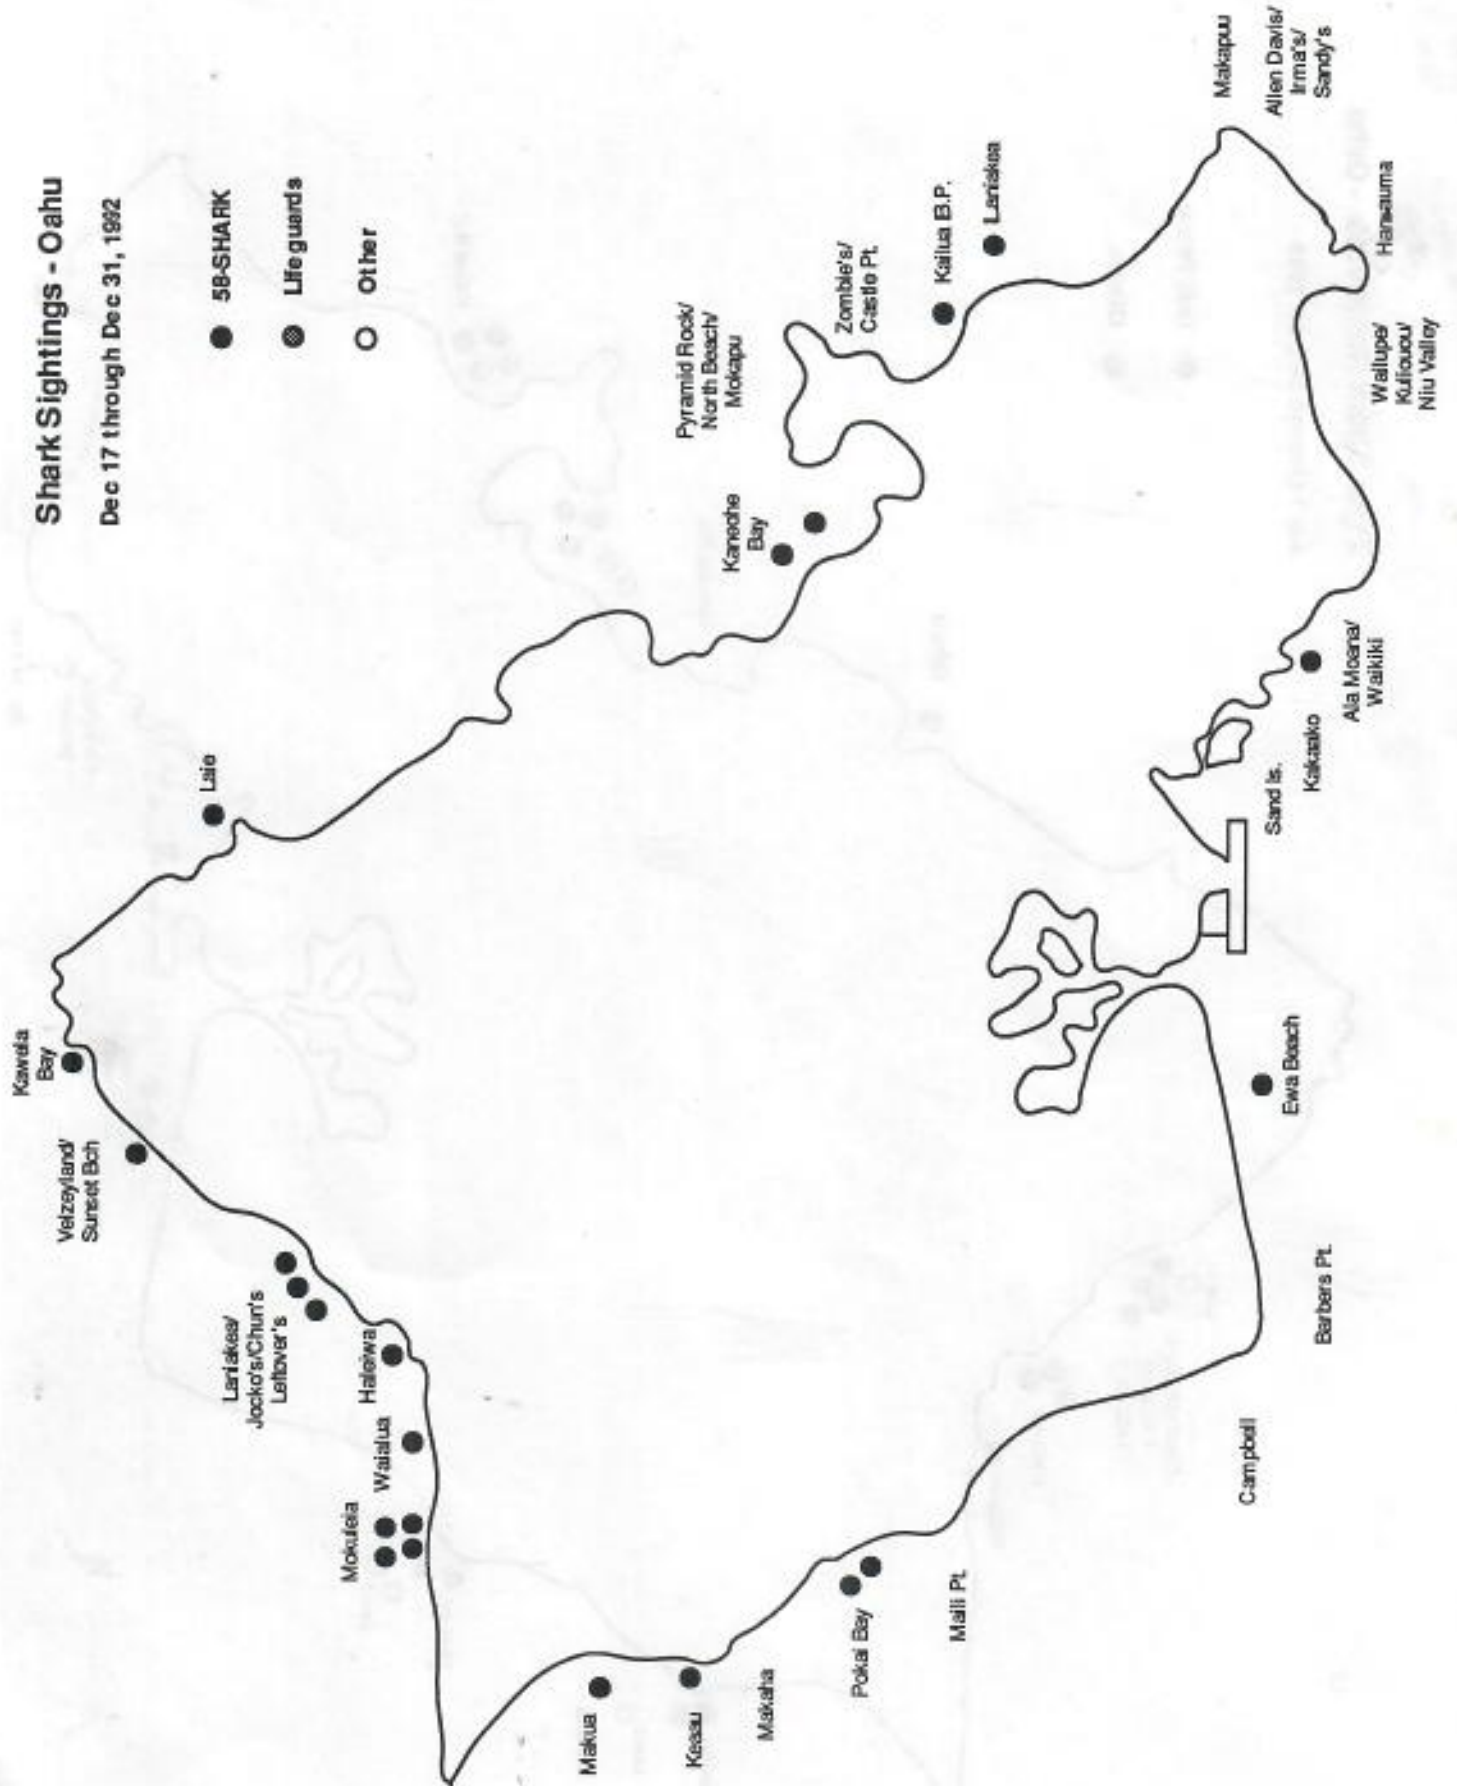 Shark Sightings - Oahu
Dec 17 through Dec 31, 1992
58-SHARK
Lifeguards
Other
Kawela
Bay
Velzeyland/
Sunset Bch
Laniakea/
Jocko's/Chun's
Leftover's
Haleiwa
Waialua
Mokuleia
Laie
Kaneohe
Bay
Pyramid Rock/
North Beach/
Mokapu
Zombie's/
Castle Pt.
Kailua B.P.
Laniakea
Makapuu
Allen Davis/
Irma's/
Sandy's
Hanauma
Wailupe/
Kuliouou/
Niu Valley
Ala Moana/
Waikiki
Kakaako
Sand Is.
Ewa Beach
Barbers Pt.
Campbell
Maili Pt.
Pokai Bay
Makaha
Keaau
Makua